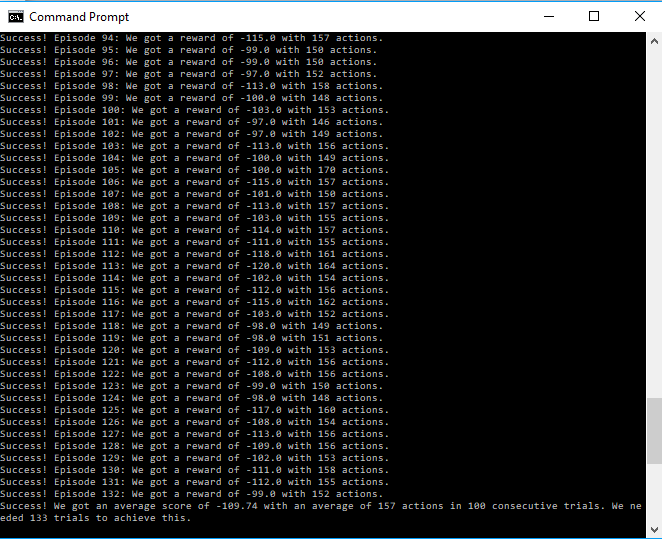 Command Prompt
Success! Episode 94: We got a reward of -115.0 with 157 actions.
Success! Episode 95: We got a reward of -99.0 with 150 actions.
Success! Episode 96: We got a reward of -99.0 with 150 actions.
Success! Episode 97: We got a reward of -97.0 with 152 actions.
Success! Episode 98: We got a reward of -113.0 with 158 actions.
Success! Episode 99: We got a reward of -100.0 with 148 actions.
Success! Episode 100: We got a reward of -103.0 with 153 actions.
Success! Episode 101: We got a reward of -97.0 with 146 actions.
Success! Episode 102: We got a reward of -97.0 with 149 actions.
Success! Episode 103: We got a reward of -113.0 with 156 actions.
Success! Episode 104: We got a reward of -100.0 with 149 actions.
Success! Episode 105: We got a reward of -100.0 with 170 actions.
Success! Episode 106: We got a reward of -115.0 with 157 actions.
Success! Episode 107: We got a reward of -101.0 with 150 actions.
Success! Episode 108: We got a reward of -113.0 with 157 actions.
Success! Episode 109: We got a reward of -103.0 with 155 actions.
Success! Episode 110: We got a reward of -114.0 with 157 actions.
Success! Episode 111: We got a reward of -111.0 with 155 actions.
Success! Episode 112: We got a reward of -118.0 with 161 actions.
Success! Episode 113: We got a reward of -120.0 with 164 actions.
Success! Episode 114: We got a reward of -102.0 with 154 actions.
Success! Episode 115: We got a reward of -112.0 with 156 actions.
Success! Episode 116: We got a reward of -115.0 with 162 actions.
Success! Episode 117: We got a reward of -103.0 with 152 actions.
Success! Episode 118: We got a reward of -98.0 with 149 actions.
Success! Episode 119: We got a reward of -98.0 with 151 actions.
Success! Episode 120: We got a reward of -109.0 with 153 actions.
Success! Episode 121: We got a reward of -112.0 with 156 actions.
Success! Episode 122: We got a reward of -108.0 with 156 actions.
Success! Episode 123: We got a reward of -99.0 with 150 actions.
Success! Episode 124: We got a reward of -98.0 with 148 actions.
Success! Episode 125: We got a reward of -117.0 with 160 actions.
Success! Episode 126: We got a reward of -108.0 with 154 actions.
Success! Episode 127: We got a reward of -113.0 with 156 actions.
Success! Episode 128: We got a reward of -109.0 with 156 actions.
Success! Episode 129: We got a reward of -102.0 with 153 actions.
Success! Episode 130: We got a reward of -111.0 with 158 actions.
Success! Episode 131: We got a reward of -112.0 with 155 actions.
Success! Episode 132: We got a reward of -99.0 with 152 actions.
Success! We got an average score of -109.74 with an average of 157 actions in 100 consecutive trials. We ne
eded 133 trials to achieve this.